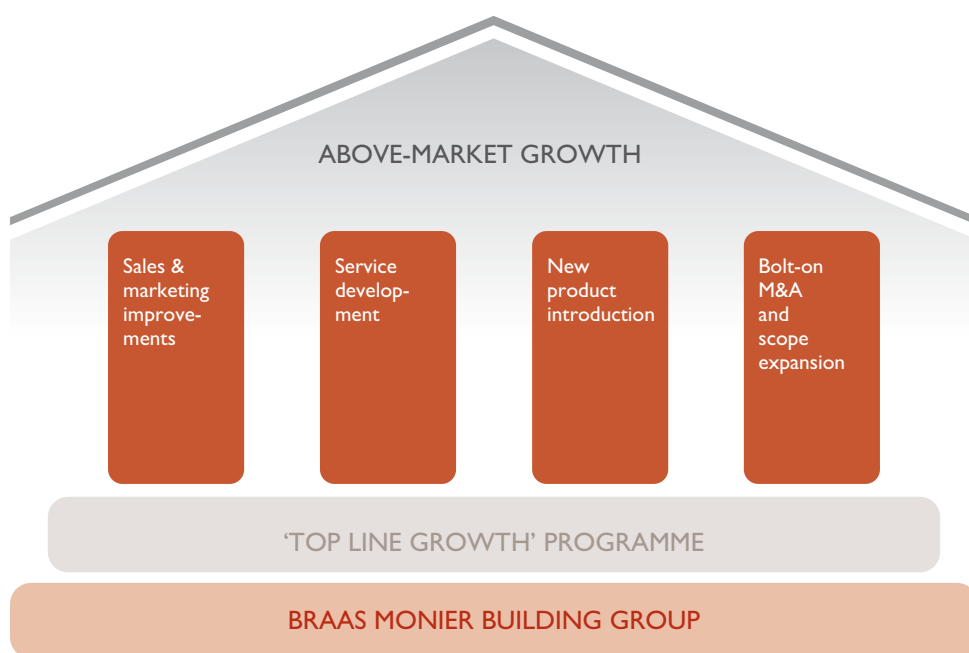 ABOVE-MARKET GROWTH
Sales &
marketing
improve-
ments
Service
develop-
ment
New
product
introduction
Bolt-on
M&A
and
scope
expansion
‘TOP LINE GROWTH’ PROGRAMME
BRAAS MONIER BUILDING GROUP